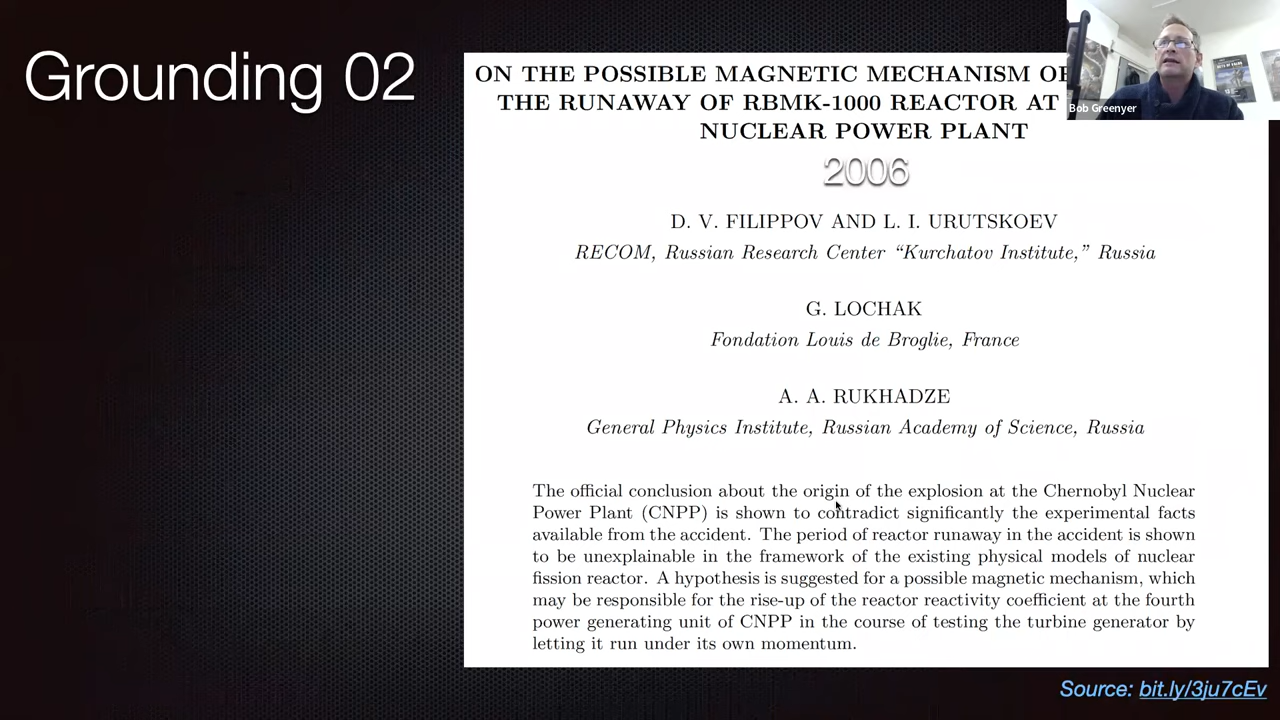 Grounding 02
ON THE POSSIBLE MAGNETIC MECHANISM OF
THE RUNAWAY OF RBMK-1000 REACTOR AT
NUCLEAR POWER PLANT
2006
D. V. FILIPPOV AND L. I. URUTSKOEV
RECOM, Russian Research Center “Kurchatov Institute,” Russia
G. LOCHAK
Fondation Louis de Broglie, France
A. A. RUKHADZE
General Physics Institute, Russian Academy of Science, Russia
The official conclusion about the origin of the explosion at the Chernobyl Nuclear
Power Plant (CNPP) is shown to contradict significantly the experimental facts
available from the accident. The period of reactor runaway in the accident is shown
to be unexplainable in the framework of the existing physical models of nuclear
fission reactor. A hypothesis is suggested for a possible magnetic mechanism, which
may be responsible for the rise-up of the reactor reactivity coefficient at the fourth
power generating unit of CNPP in the course of testing the turbine generator by
letting it run under its own momentum.
Bob Greenyer
Source: bit.ly/3ju7cEv